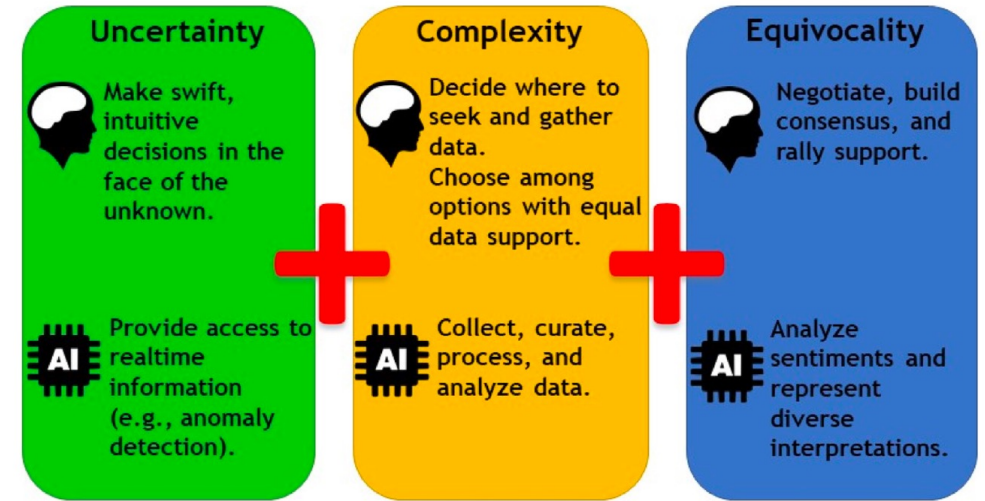 Uncertainty
Make swift,
intuitive
decisions in the
face of the
unknown.
AI
Provide access to
realtime
information
(e.g., anomaly
detection).
Complexity
Decide where to
seek and gather
data.
Choose among
options with equal
data support.
AI
Collect, curate,
process, and
analyze data.
Equivocality
Negotiate, build
consensus, and
rally support.
AI
Analyze
sentiments and
represent
diverse
interpretations.